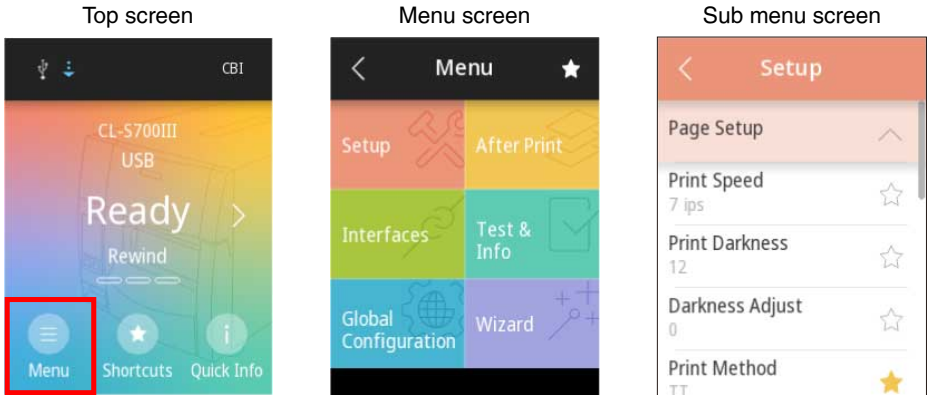 Top screen
CBI
CL-S700III
USB
Ready
Rewind
Menu
Shortcuts
Quick Info
Menu screen
Menu
Setup
After Print
Interfaces
Test &
Info
Global
Configuration
Wizard
Sub menu screen
Setup
Page Setup
Print Speed
7 ips
Print Darkness
12
Darkness Adjust
0
Print Method
TT